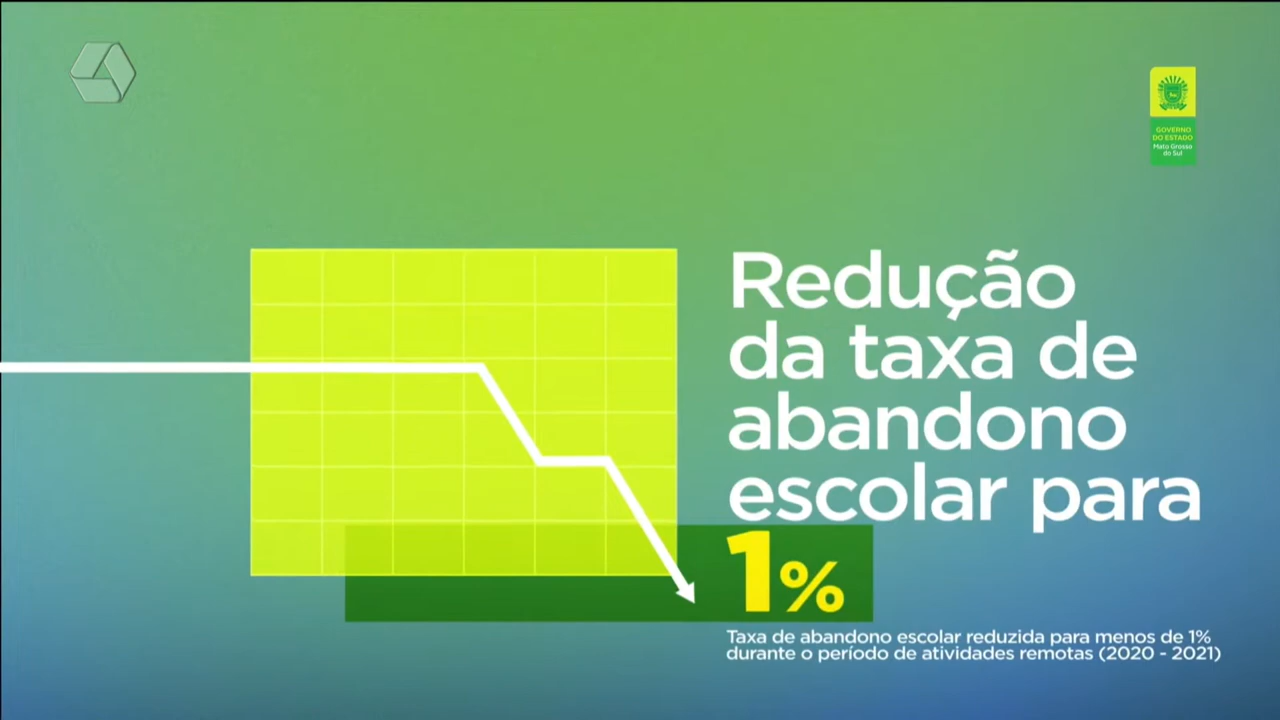 GOVERNO
DO ESTADO
Mato Grosso
do Sul
Redução
da taxa de
abandono
escolar para
1%
Taxa de abandono escolar reduzida para menos de 1%
durante o período de atividades remotas (2020 - 2021)